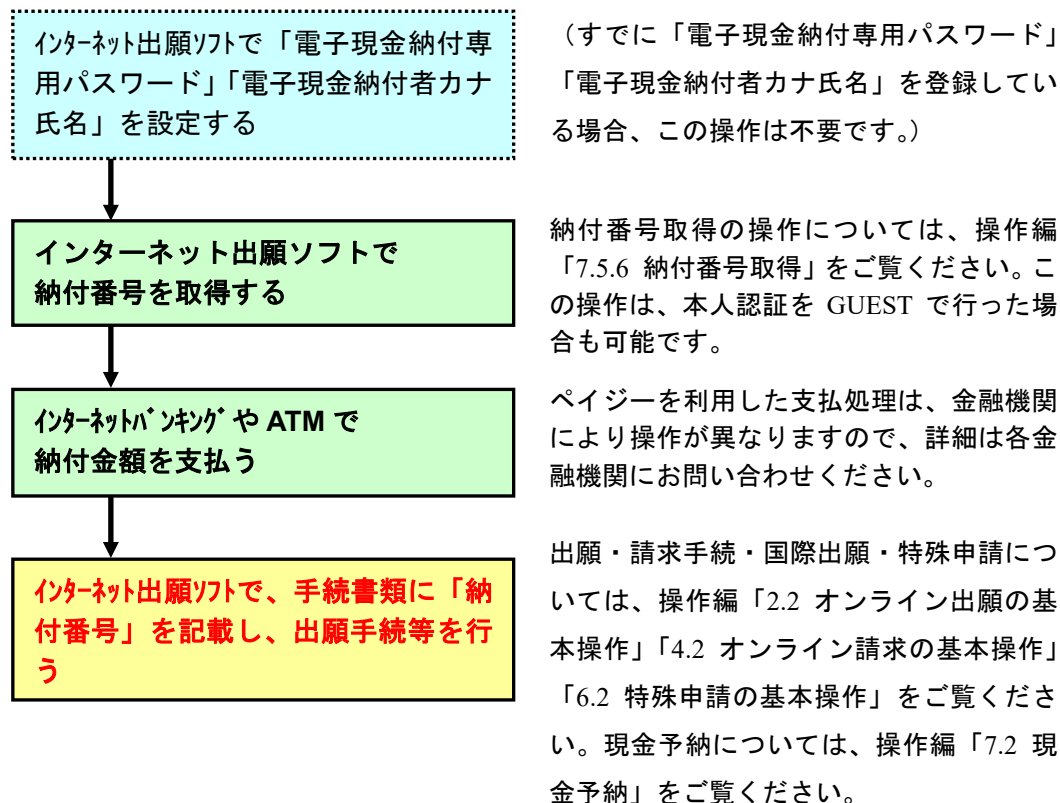 ｲﾝﾀｰﾈｯﾄ出願ｿﾌﾄで「電子現金納付専
用パスワード」「電子現金納付者カナ
氏名」を設定する
（すでに「電子現金納付専用パスワード」
「電子現金納付者カナ氏名」を登録してい
る場合、この操作は不要です。）
インターネット出願ソフトで
納付番号を取得する
納付番号取得の操作については、操作編
「7.5.6 納付番号取得」をご覧ください。こ
の操作は、本人認証を GUEST で行った場
合も可能です。
ｲﾝﾀｰﾈｯﾄﾊﾞﾝｷﾝｸﾞや ATM で
納付金額を支払う
ペイジーを利用した支払処理は、金融機関
により操作が異なりますので、詳細は各金
融機関にお問い合わせください。
ｲﾝﾀｰﾈｯﾄ出願ｿﾌﾄで、手続書類に「納
付番号」を記載し、出願手続等を行
う
出願・請求手続・国際出願・特殊申請につ
いては、操作編「2.2 オンライン出願の基
本操作」「4.2 オンライン請求の基本操作」
「6.2 特殊申請の基本操作」をご覧くださ
い。現金予納については、操作編「7.2 現
金予納」をご覧ください。